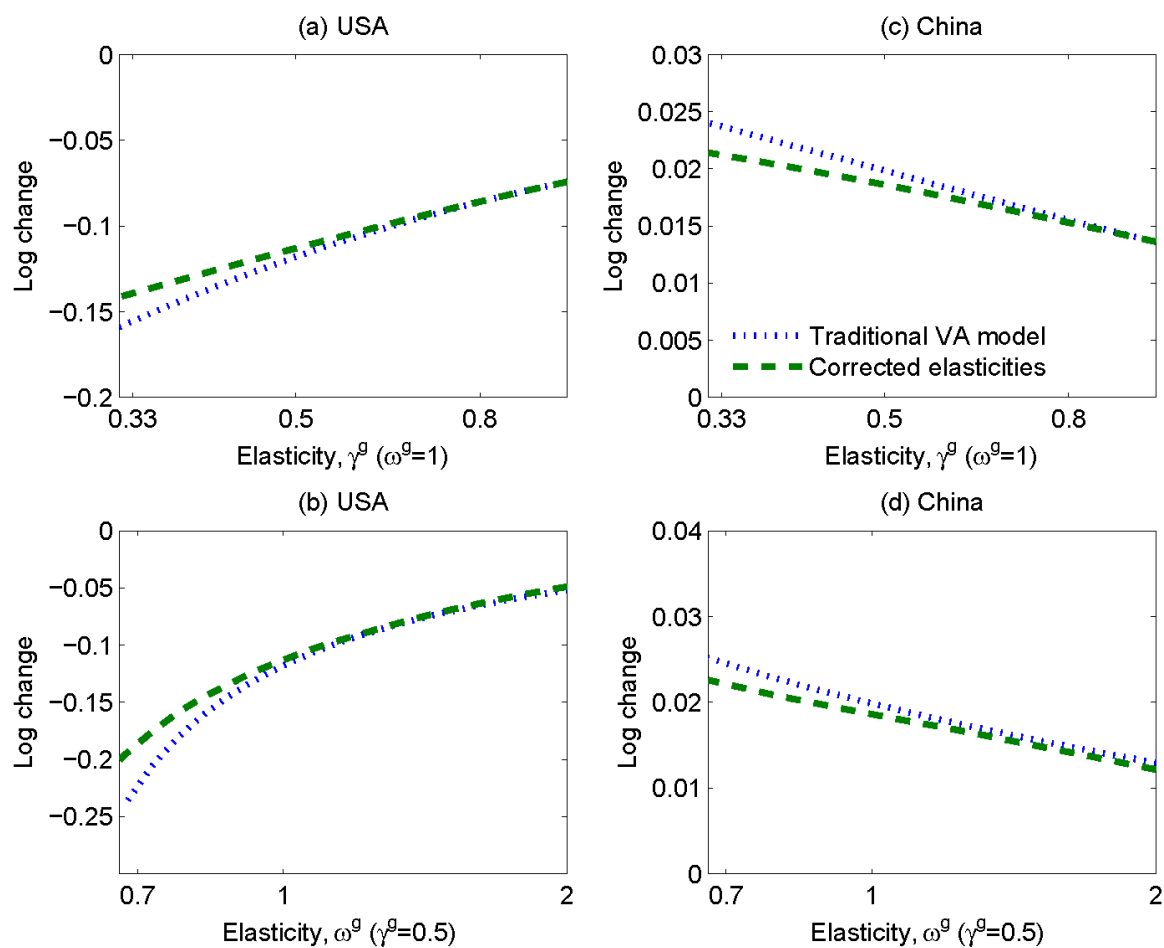 (a) USA
0
−0.05
−0.1
−0.15
−0.2
Log change
0.33 0.5 0.8
Elasticity, γ^g (ω^g=1)
(c) China
0.03
0.025
0.02
0.015
0.01
0.005
0
Log change
Traditional VA model
Corrected elasticities
0.33 0.5 0.8
Elasticity, γ^g (ω^g=1)
(b) USA
0
−0.05
−0.1
−0.15
−0.2
−0.25
Log change
0.7 1 2
Elasticity, ω^g (γ^g=0.5)
(d) China
0.04
0.03
0.02
0.01
0
Log change
0.7 1 2
Elasticity, ω^g (γ^g=0.5)